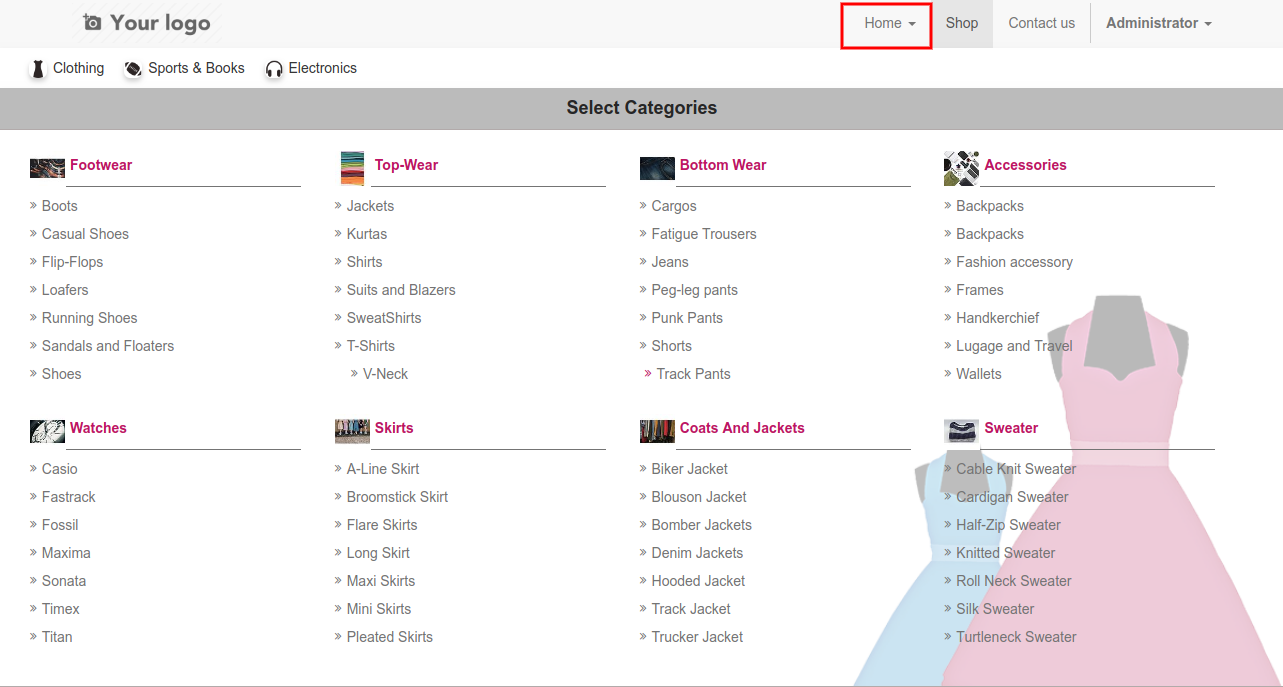 Your logo
Home
Shop
Contact us
Administrator
Clothing
Sports & Books
Electronics
Select Categories
Footwear
» Boots
» Casual Shoes
» Flip-Flops
» Loafers
» Running Shoes
» Sandals and Floaters
» Shoes
Top-Wear
» Jackets
» Kurtas
» Shirts
» Suits and Blazers
» SweatShirts
» T-Shirts
» V-Neck
Bottom Wear
» Cargos
» Fatigue Trousers
» Jeans
» Peg-leg pants
» Punk Pants
» Shorts
» Track Pants
Accessories
» Backpacks
» Backpacks
» Fashion accessory
» Frames
» Handkerchief
» Lugage and Travel
» Wallets
Watches
» Casio
» Fastrack
» Fossil
» Maxima
» Sonata
» Timex
» Titan
Skirts
» A-Line Skirt
» Broomstick Skirt
» Flare Skirts
» Long Skirt
» Maxi Skirts
» Mini Skirts
» Pleated Skirts
Coats And Jackets
» Biker Jacket
» Blouson Jacket
» Bomber Jackets
» Denim Jackets
» Hooded Jacket
» Track Jacket
» Trucker Jacket
Sweater
» Cable Knit Sweater
» Cardigan Sweater
» Half-Zip Sweater
» Knitted Sweater
» Roll Neck Sweater
» Silk Sweater
» Turtleneck Sweater